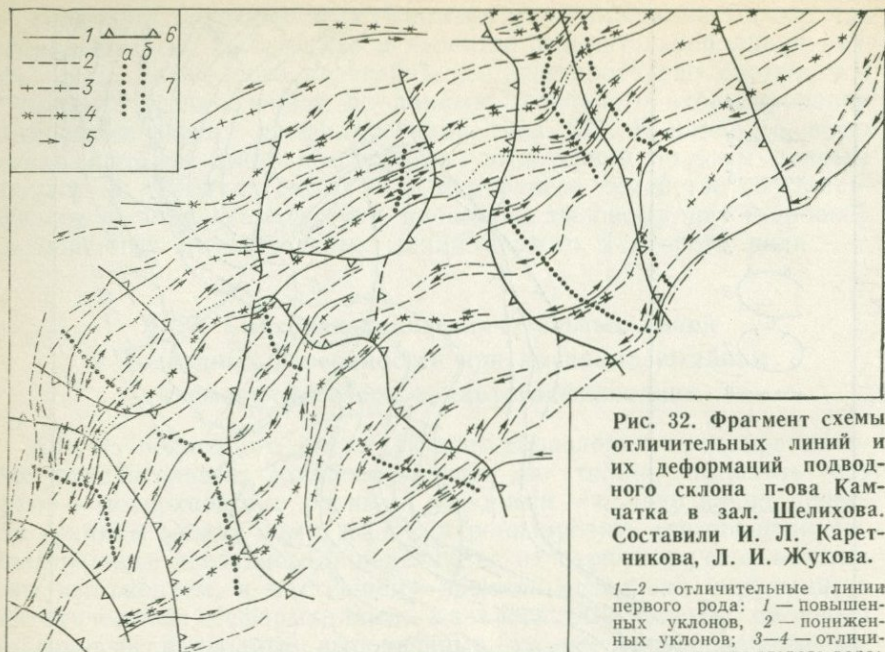 1
2
3
4
5
6
а б
7
Рис. 32. Фрагмент схемы
отличительных линий и
их деформаций подвод-
ного склона п-ова Кам-
чатка в зал. Шелихова.
Составили И. Л. Карет-
никова, Л. И. Жукова.
1—2 — отличительные линии
первого рода: 1 — повышен-
ных уклонов, 2 — понижен-
ных уклонов; 3—4 — отличи-